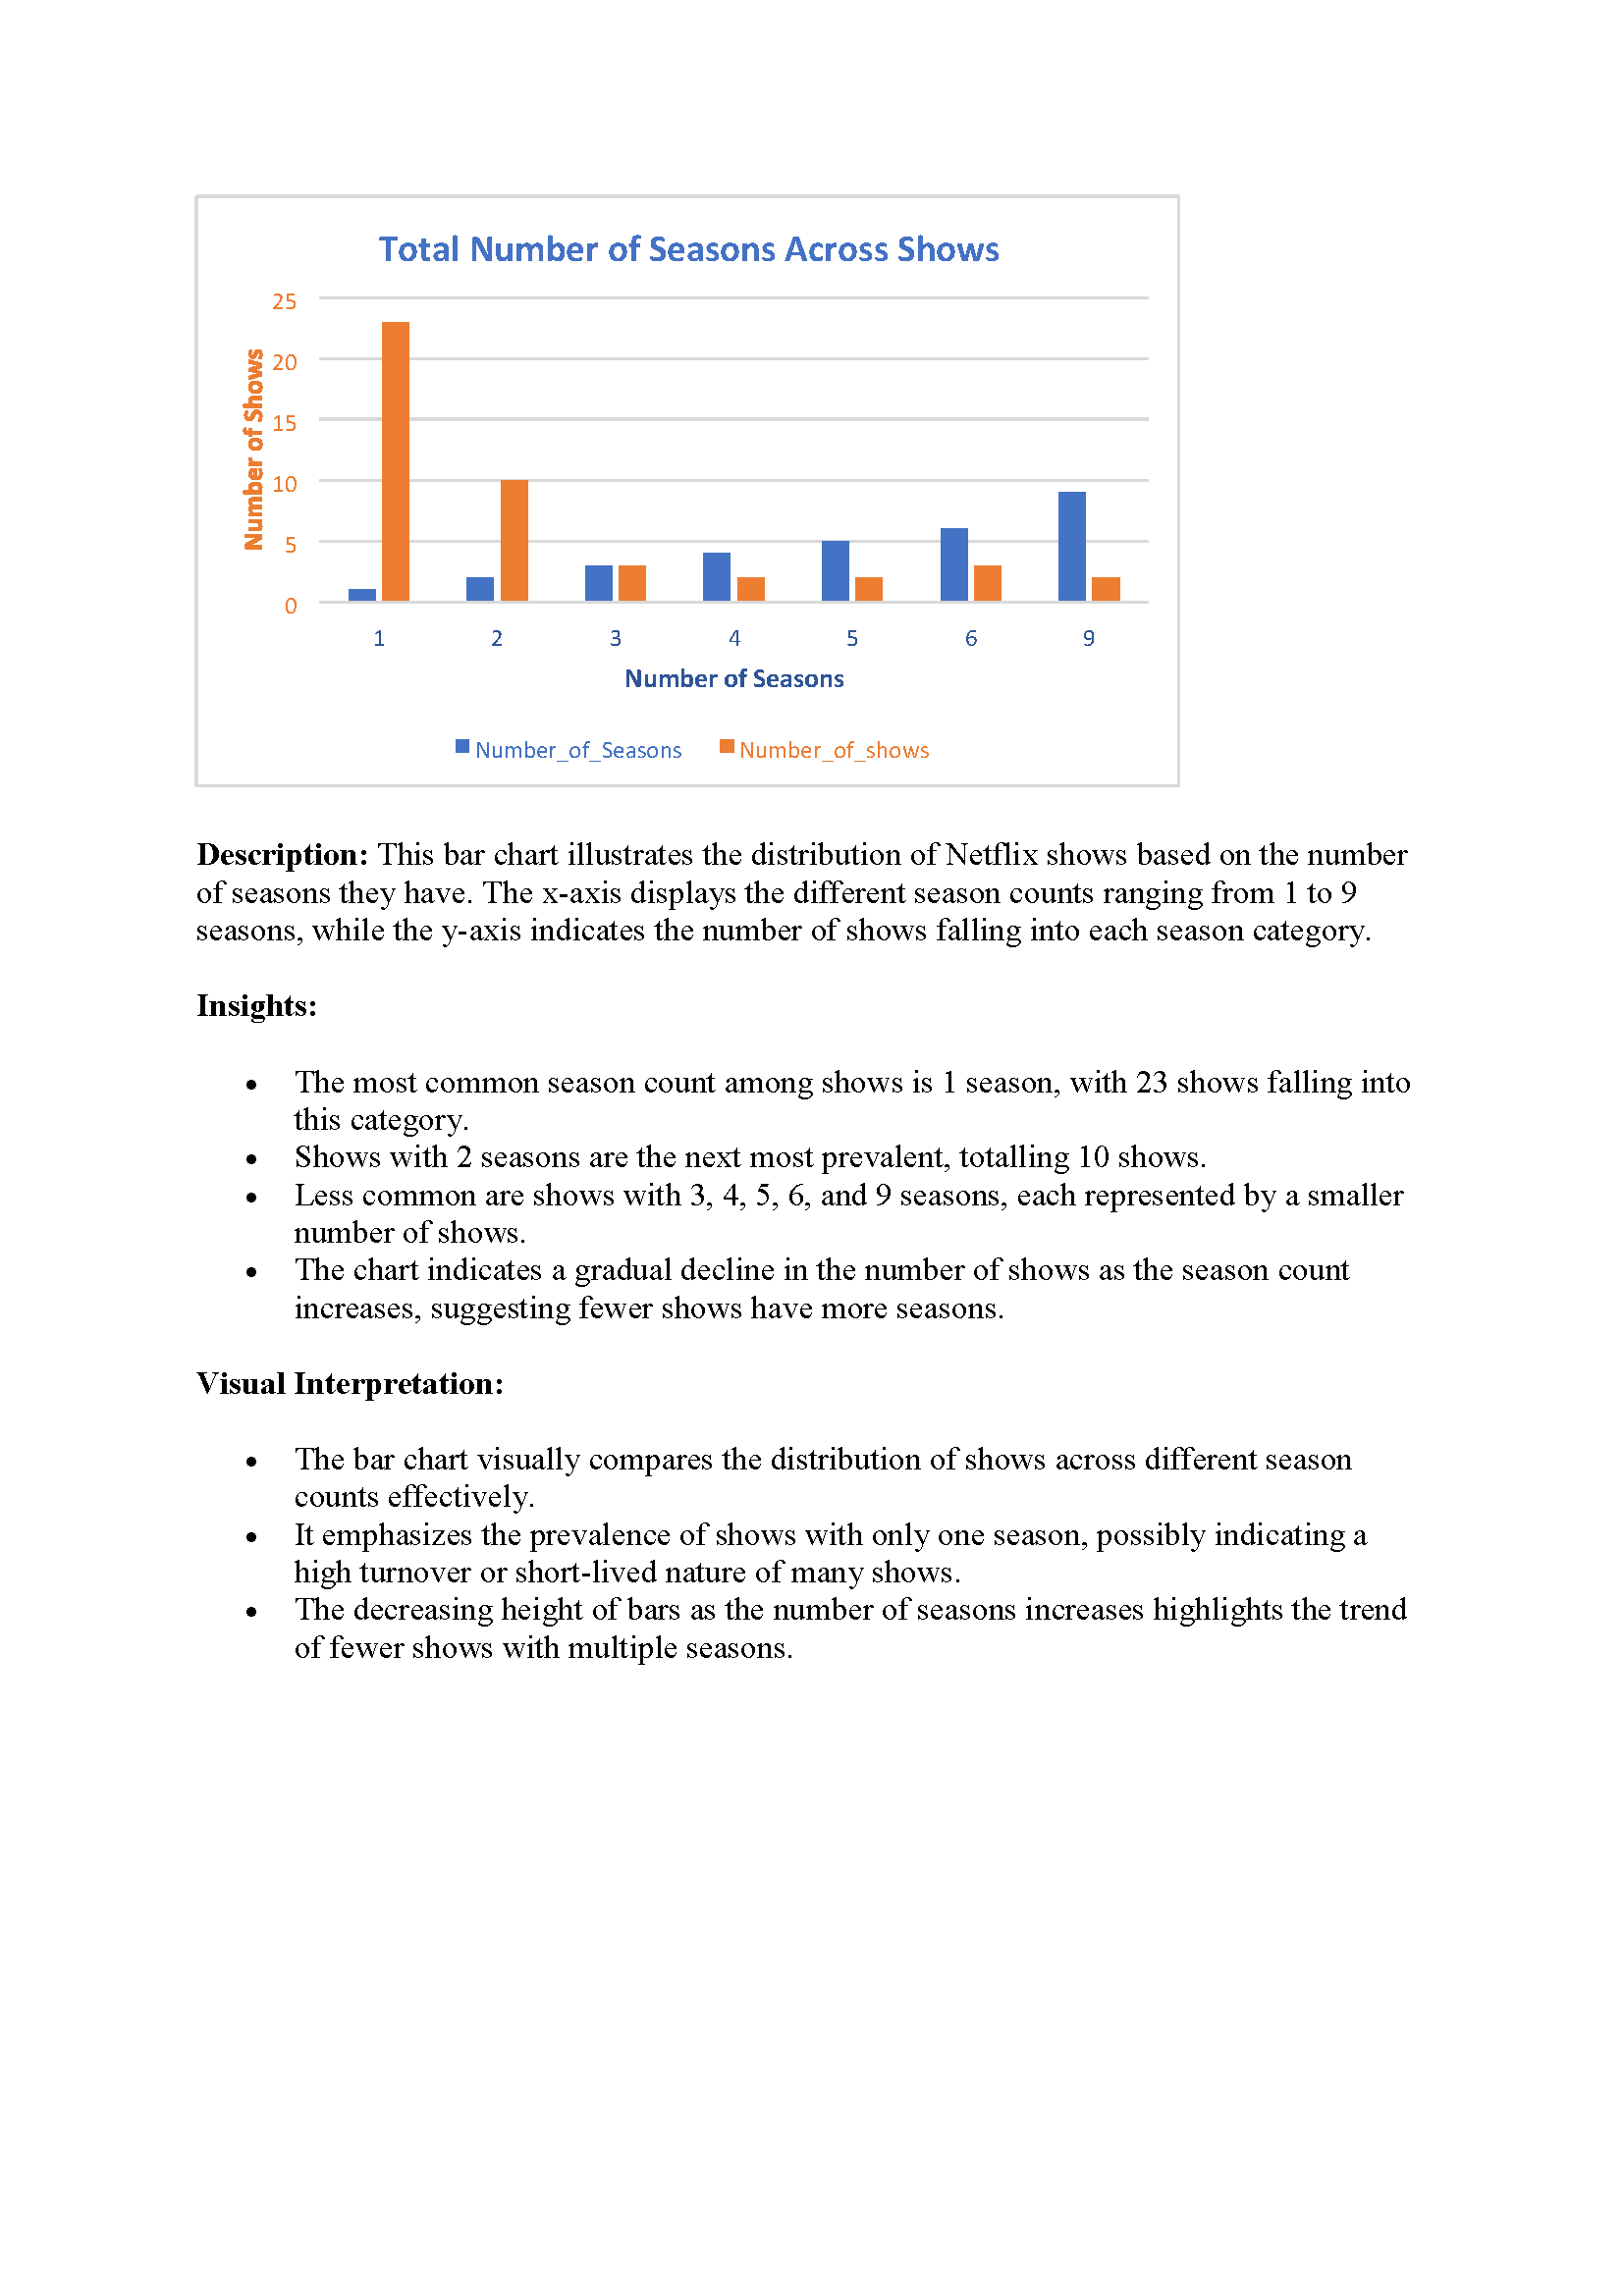 Total Number of Seasons Across Shows
25
20
15
10
5
0
Number of Shows
1 2 3 4 5 6 9
Number of Seasons
Number_of_Seasons Number_of_shows
Description: This bar chart illustrates the distribution of Netflix shows based on the number
of seasons they have. The x-axis displays the different season counts ranging from 1 to 9
seasons, while the y-axis indicates the number of shows falling into each season category.
Insights:
• The most common season count among shows is 1 season, with 23 shows falling into
this category.
• Shows with 2 seasons are the next most prevalent, totalling 10 shows.
• Less common are shows with 3, 4, 5, 6, and 9 seasons, each represented by a smaller
number of shows.
• The chart indicates a gradual decline in the number of shows as the season count
increases, suggesting fewer shows have more seasons.
Visual Interpretation:
• The bar chart visually compares the distribution of shows across different season
counts effectively.
• It emphasizes the prevalence of shows with only one season, possibly indicating a
high turnover or short-lived nature of many shows.
• The decreasing height of bars as the number of seasons increases highlights the trend
of fewer shows with multiple seasons.